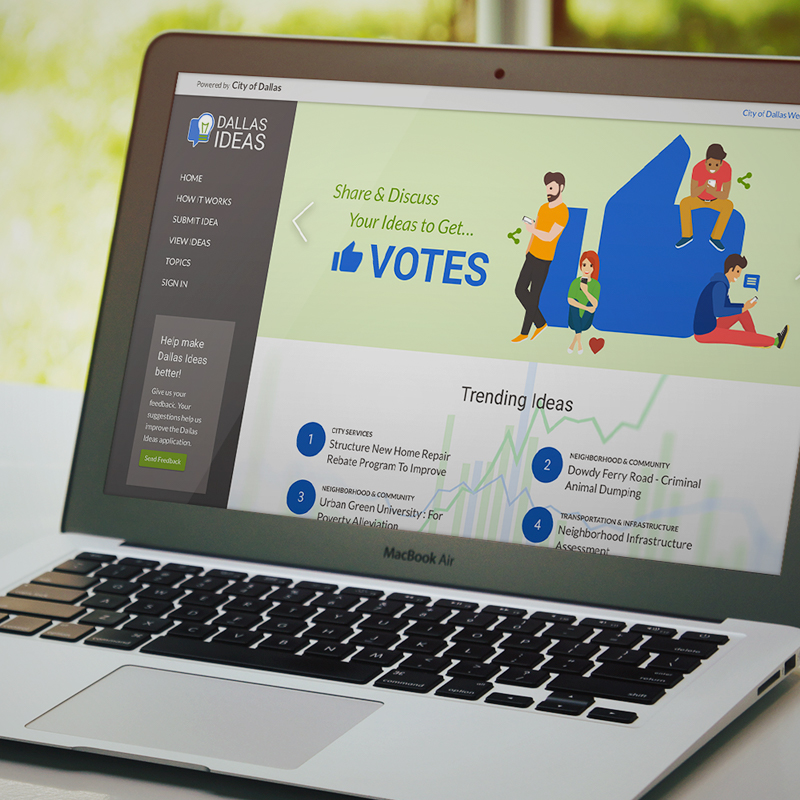 Powered by City of Dallas
City of Dallas
DALLAS
IDEAS
HOME
HOW IT WORKS
SUBMIT IDEA
VIEW IDEAS
TOPICS
SIGN IN
Help make
Dallas Ideas
better!
Give us your
feedback. Your
suggestions help us
improve the Dallas
Ideas application.
Send Feedback
Share & Discuss
Your Ideas to Get...
VOTES
Trending Ideas
1
CITY SERVICES
Structure New Home Repair
Rebate Program To Improve
2
NEIGHBORHOOD & COMMUNITY
Dowdy Ferry Road - Criminal
Animal Dumping
3
NEIGHBORHOOD & COMMUNITY
Urban Green University: For
Poverty Alleviation
4
TRANSPORTATION & INFRASTRUCTURE
Neighborhood Infrastructure
Assessment
MacBook Air
delete
enter
return
shift
command
option